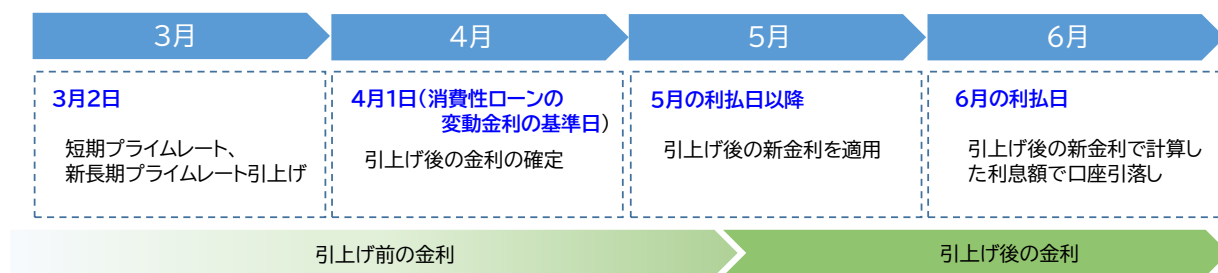 3月
4月
5月
6月
3月2日
短期プライムレート、
新長期プライムレート引上げ
4月1日(消費性ローンの
変動金利の基準日)
引上げ後の金利の確定
5月の利払日以降
引上げ後の新金利を適用
6月の利払日
引上げ後の新金利で計算し
た利息額で口座引落し
引上げ前の金利
引上げ後の金利